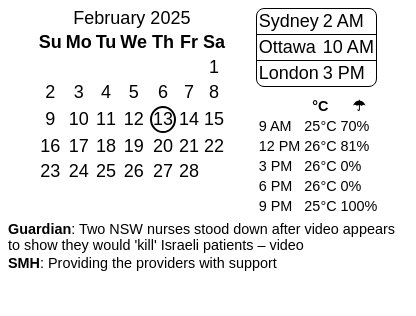 February 2025
Su Mo Tu We Th Fr Sa
1
2 3 4 5 6 7 8
9 10 11 12 13 14 15
16 17 18 19 20 21 22
23 24 25 26 27 28
Sydney 2 AM
Ottawa 10 AM
London 3 PM
°C ☂
9 AM 25°C 70%
12 PM 26°C 81%
3 PM 26°C 0%
6 PM 26°C 0%
9 PM 25°C 100%
Guardian: Two NSW nurses stood down after video appears
to show they would 'kill' Israeli patients – video
SMH: Providing the providers with support